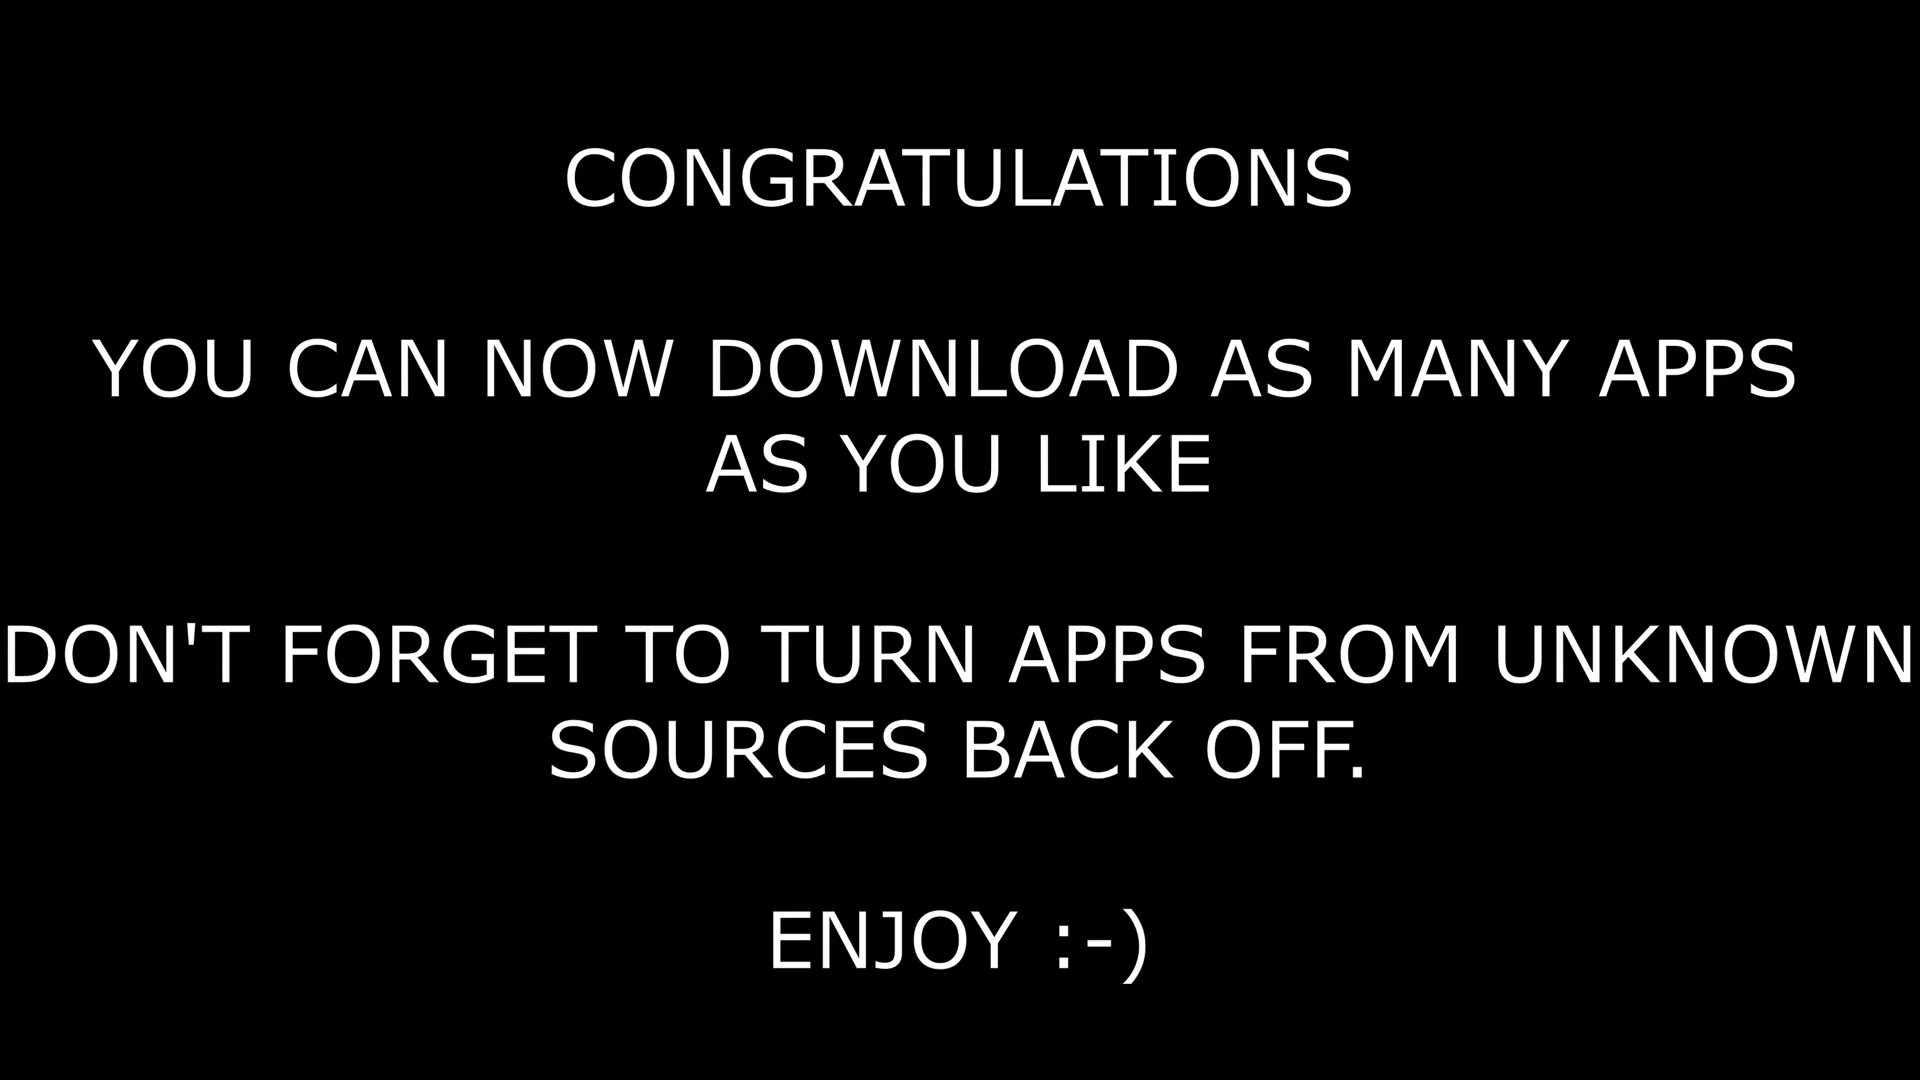 CONGRATULATIONS
YOU CAN NOW DOWNLOAD AS MANY APPS
AS YOU LIKE
DON'T FORGET TO TURN APPS FROM UNKNOWN
SOURCES BACK OFF.
ENJOY :-)